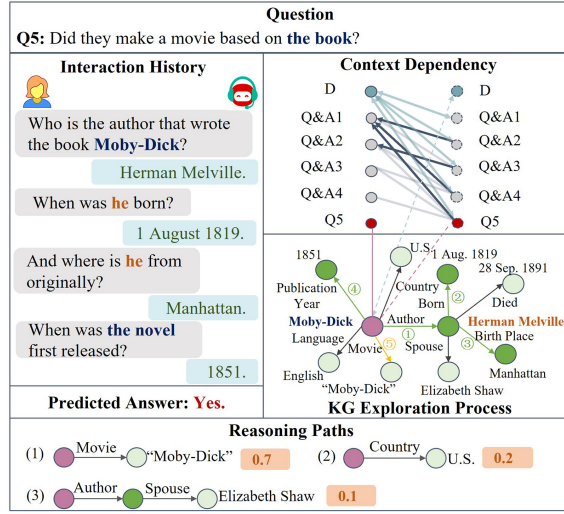 Question
Q5: Did they make a movie based on the book?
Interaction History
Who is the author that wrote
the book Moby-Dick?
Herman Melville.
When was he born?
1 August 1819.
And where is he from
originally?
Manhattan.
When was the novel
first released?
1851.
Predicted Answer: Yes.
Context Dependency
D D
Q&A1 Q&A1
Q&A2 Q&A2
Q&A3 Q&A3
Q&A4 Q&A4
Q5 Q5
U.S.
1851 1 Aug. 1819
28 Sep. 1891
④ Country
Publication
Year Born ② Died
Moby-Dick Author Herman Melville
Language ① ③ Birth Place
Movie Spouse
⑤
Manhattan
English "Moby-Dick" Elizabeth Shaw
KG Exploration Process
Reasoning Paths
(1) Movie "Moby-Dick" 0.7
(2) Country U.S. 0.2
(3) Author Spouse Elizabeth Shaw 0.1